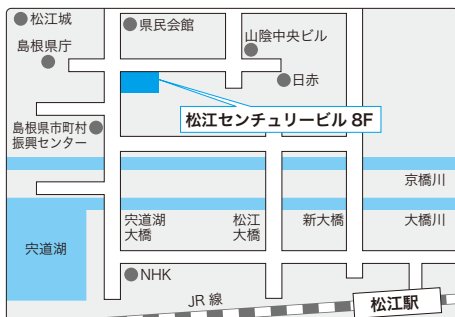 松江城
県民会館
山陰中央ビル
島根県庁
日赤
松江センチュリービル 8F
島根県市町村
振興センター
京橋川
宍道湖
大橋
松江
大橋
新大橋
大橋川
宍道湖
NHK
JR 線
松江駅